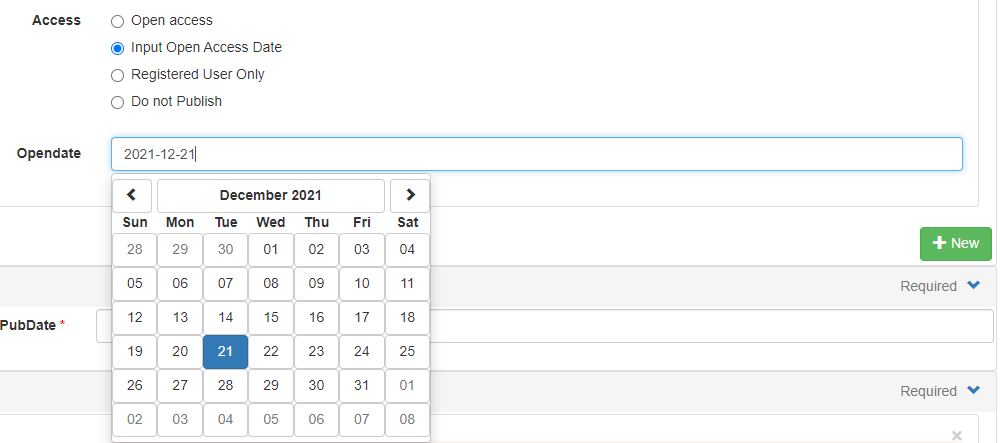 Access
Open access
Input Open Access Date
Registered User Only
Do not Publish
Opendate
2021-12-21
December 2021
Sun Mon Tue Wed Thu Fri Sat
28 29 30 01 02 03 04
05 06 07 08 09 10 11
12 13 14 15 16 17 18
19 20 21 22 23 24 25
26 27 28 29 30 31 01
02 03 04 05 06 07 08
New
Required
PubDate *
Required